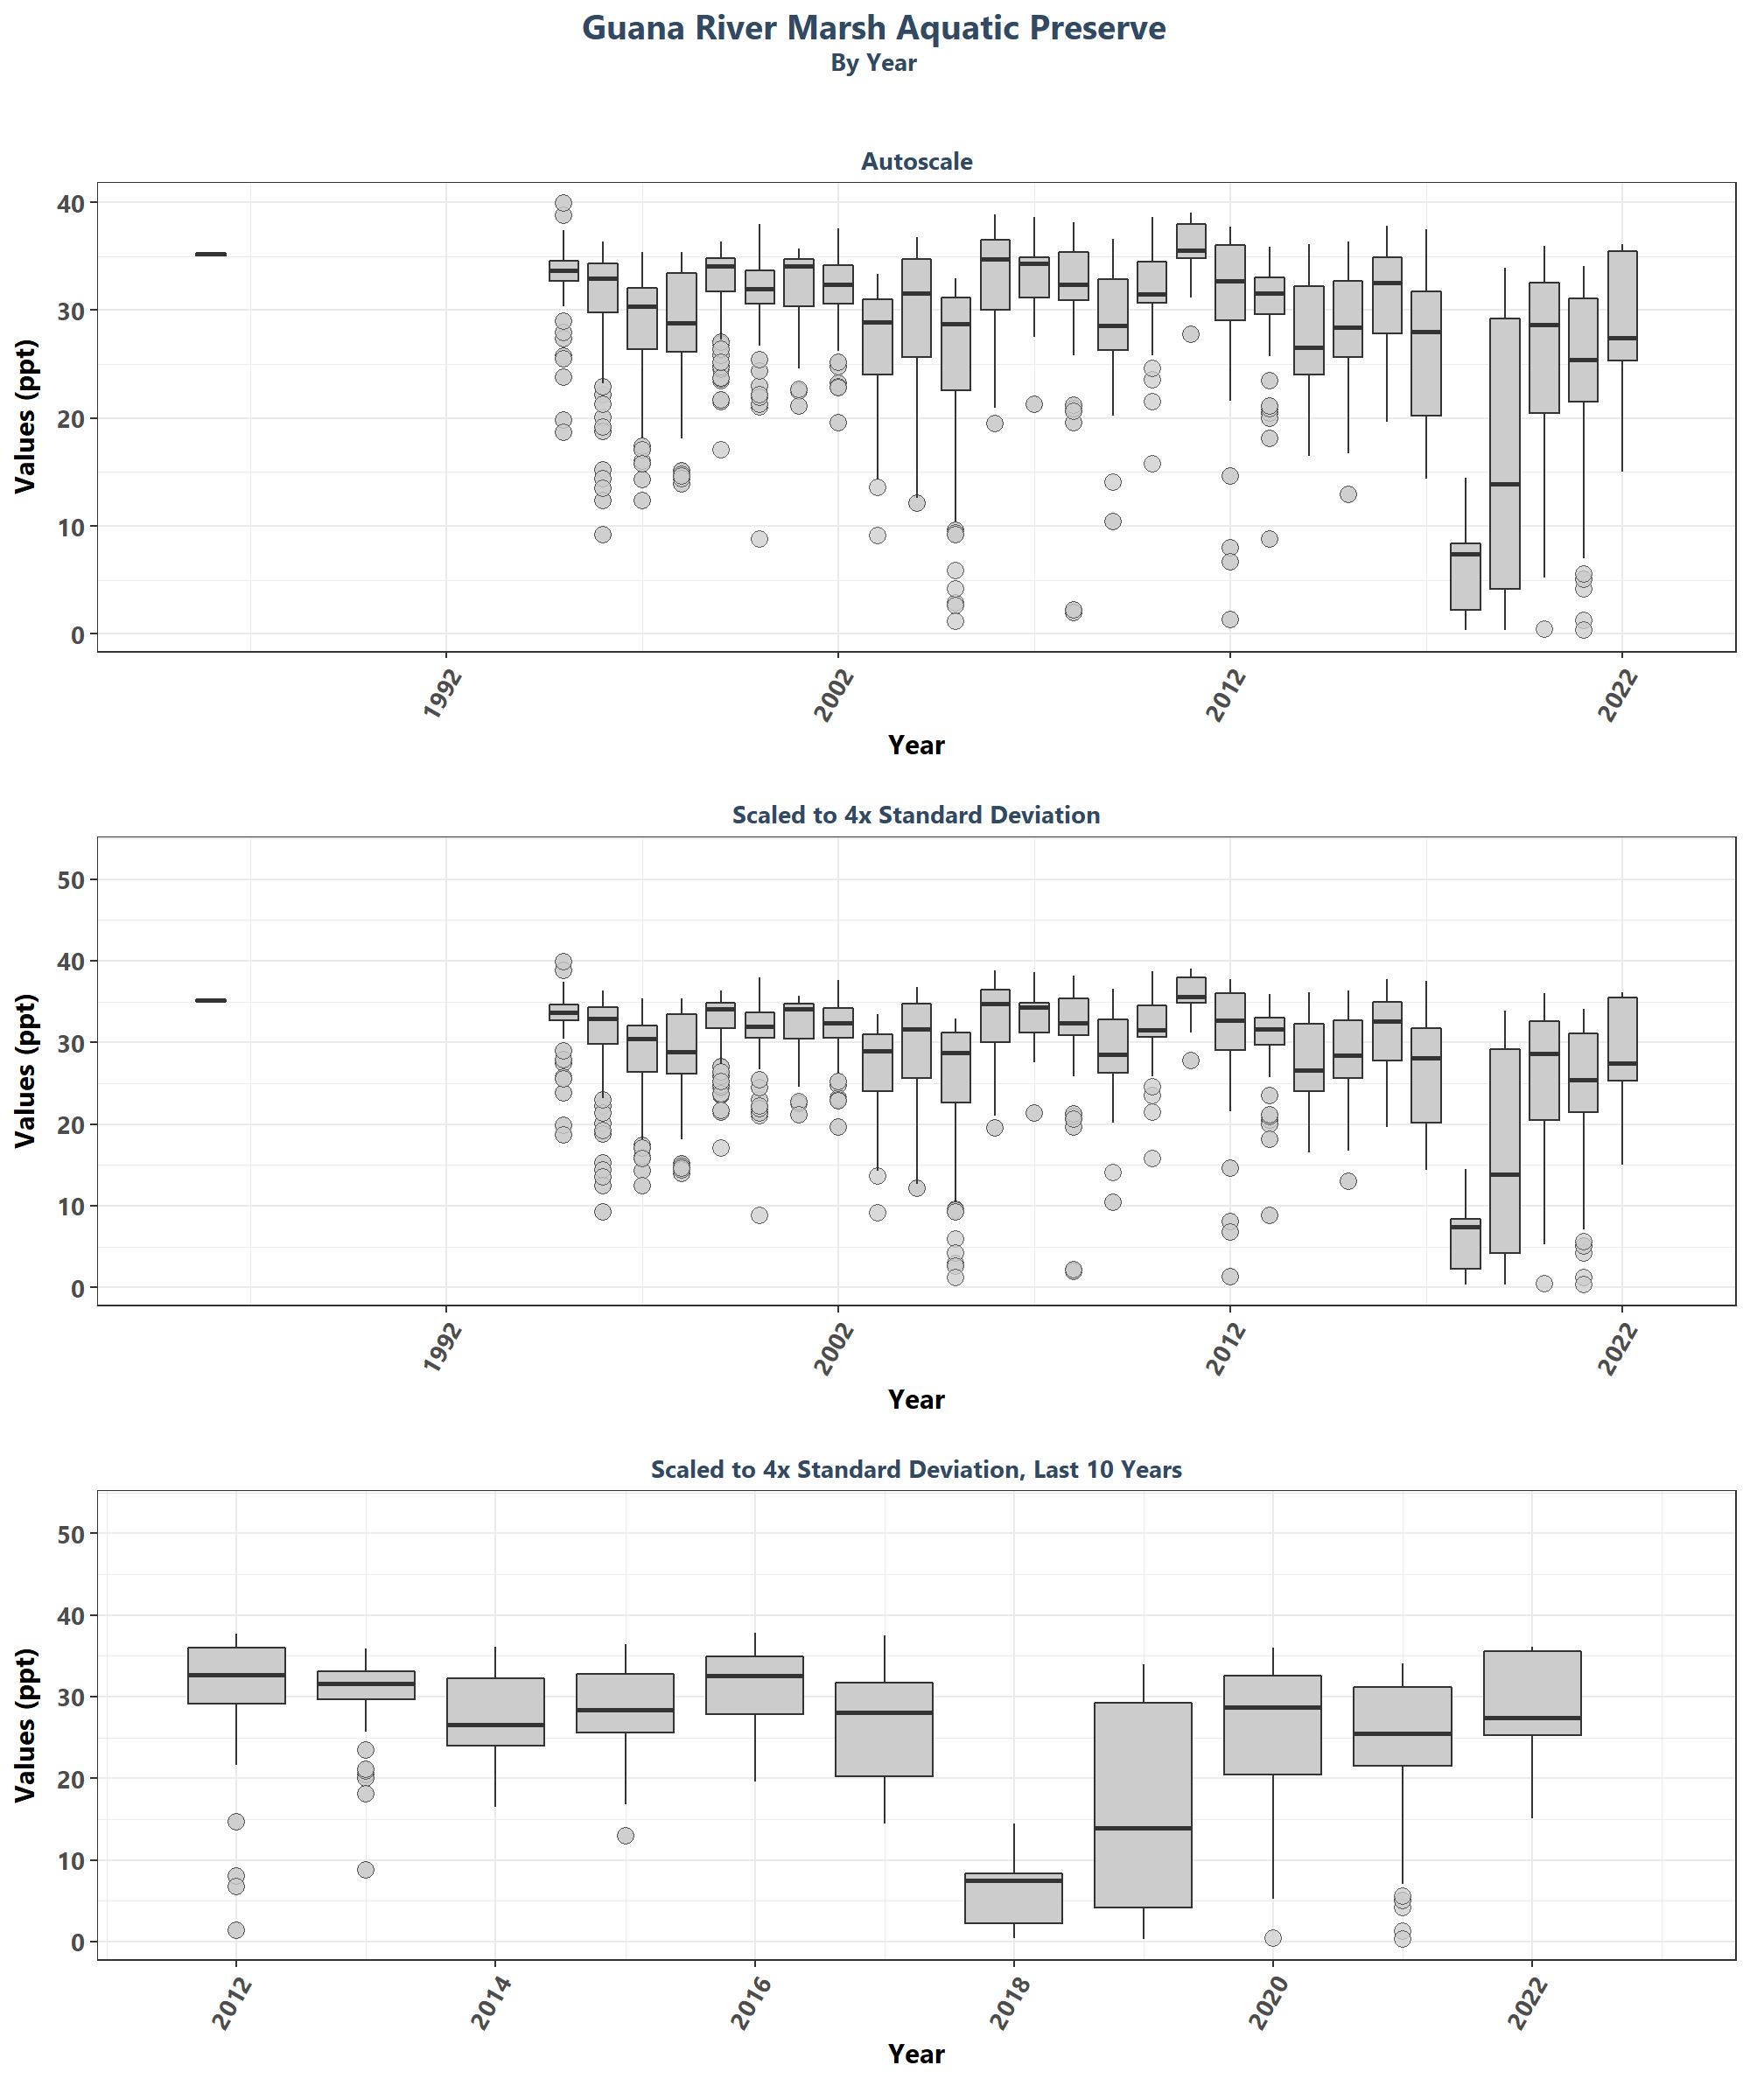 Guana River Marsh Aquatic Preserve
By Year
Autoscale
40
30
20
10
0
Values (ppt)
1992
2002
2012
2022
Year
Scaled to 4x Standard Deviation
50
40
30
20
10
0
Values (ppt)
1992
2002
2012
2022
Year
Scaled to 4x Standard Deviation, Last 10 Years
50
40
30
20
10
0
Values (ppt)
2012
2014
2016
2018
2020
2022
Year